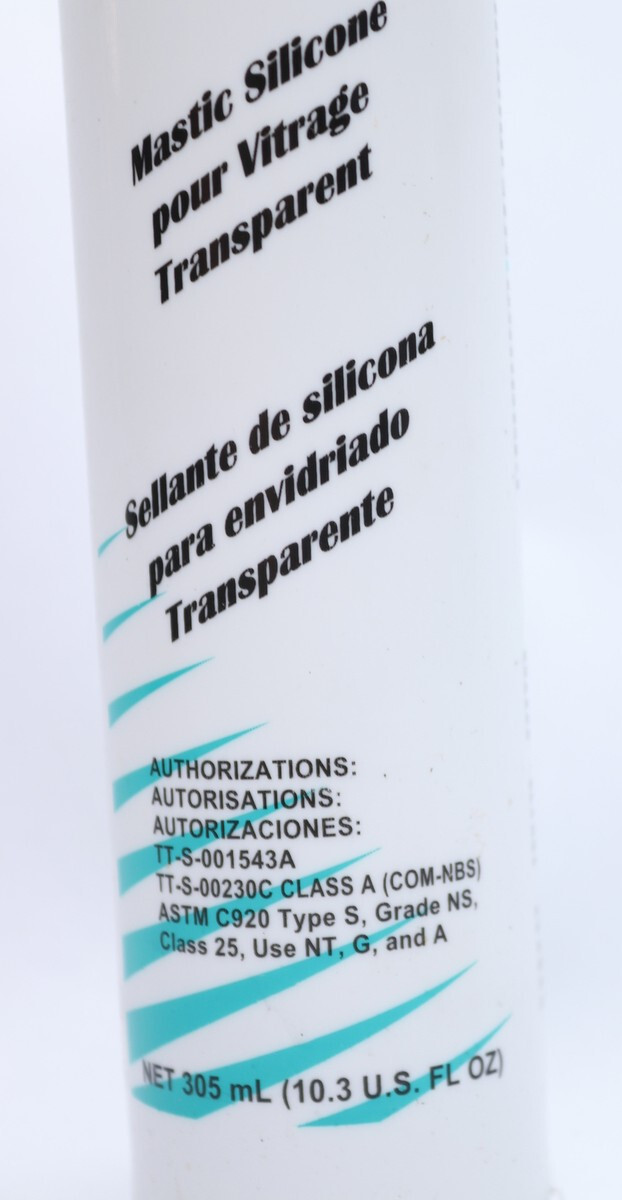 Mastic Silicone
pour Vitrage
Transparent
Sellante de silicona
para envidriado
Transparente
AUTHORIZATIONS:
AUTORISATIONS:
AUTORIZACIONES:
TT-S-001543A
TT-S-00230C CLASS A (COM-NBS)
ASTM C920 Type S, Grade NS,
Class 25, Use NT, G, and A
NET 305 mL (10.3 U.S. FL OZ)